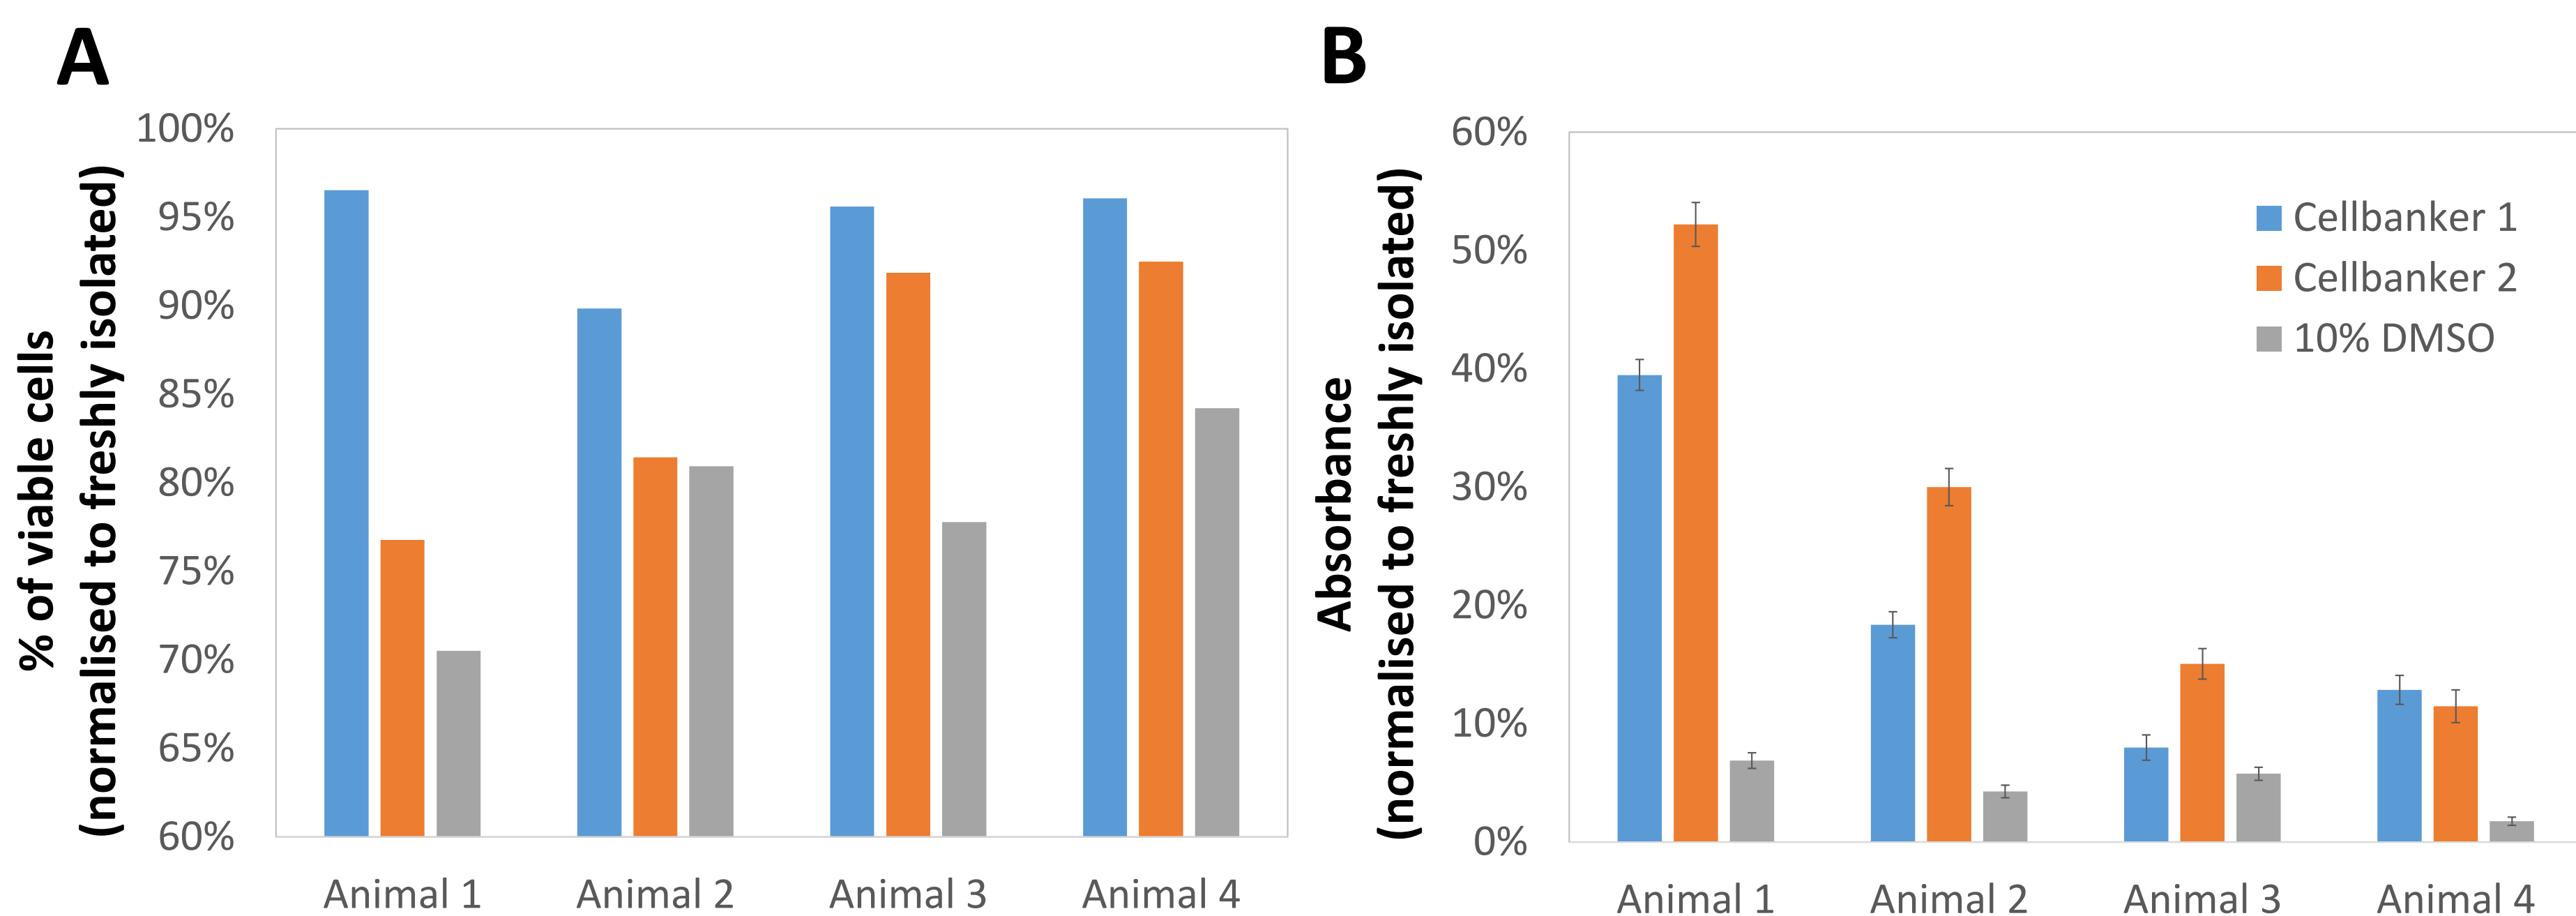 A
% of viable cells
(normalised to freshly isolated)
100%
95%
90%
85%
80%
75%
70%
65%
60%
Animal 1
Animal 2
Animal 3
Animal 4
B
Absorbance
(normalised to freshly isolated)
60%
50%
40%
30%
20%
10%
0%
Cellbanker 1
Cellbanker 2
10% DMSO
Animal 1
Animal 2
Animal 3
Animal 4